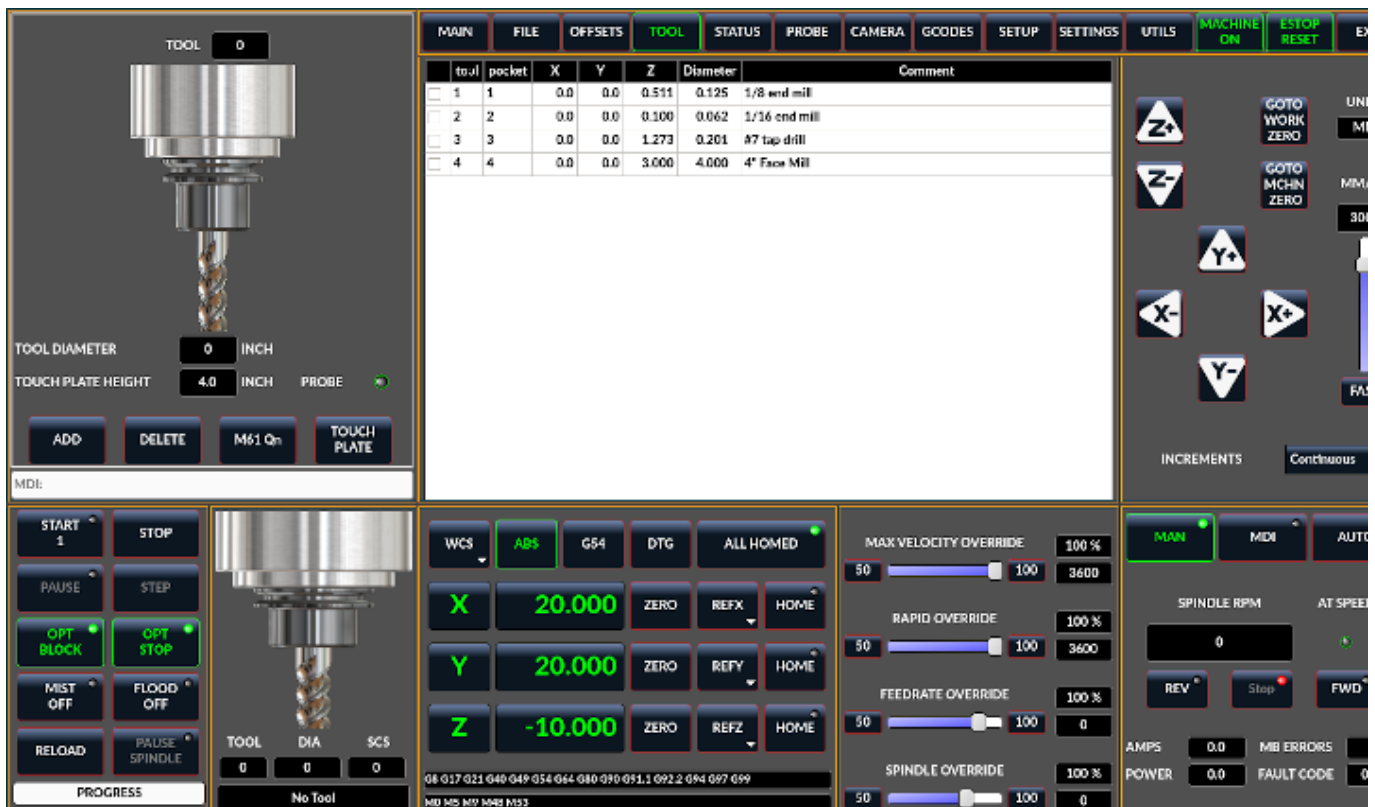 TOOL 0
TOOL DIAMETER 0 INCH
TOUCH PLATE HEIGHT 4.0 INCH PROBE
ADD DELETE M61 Qn TOUCH PLATE
MDI:
MAIN FILE OFFSETS TOOL STATUS PROBE CAMERA GCODES SETUP SETTINGS UTILS MACHINE ON ESTOP RESET EX
tool pocket X Y Z Diameter Comment
1 1 0.0 0.0 0.511 0.125 1/8 end mill
2 2 0.0 0.0 0.100 0.062 1/16 end mill
3 3 0.0 0.0 1.273 0.201 #7 tap drill
4 4 0.0 0.0 3.000 4.000 4" Face Mill
Z+ GOTO WORK ZERO
Z- GOTO MCHN ZERO
Y+
X- X+
Y-
INCREMENTS Continuous
START 1 STOP
PAUSE STEP
OPT BLOCK OPT STOP
MIST OFF FLOOD OFF
RELOAD PAUSE SPINDLE
PROGRESS
TOOL DIA SCS
0 0 0
No Tool
WCS ABS G54 DTG ALL HOMED
X 20.000 ZERO REFX HOME
Y 20.000 ZERO REFY HOME
Z -10.000 ZERO REFZ HOME
G8 G17 G21 G40 G49 G54 G64 G80 G90 G91.1 G92.2 G94 G97 G99
M0 M5 M9 M48 M53
MAX VELOCITY OVERRIDE 100 %
50 100 3600
RAPID OVERRIDE 100 %
50 100 3600
FEEDRATE OVERRIDE 100 %
50 100 0
SPINDLE OVERRIDE 100 %
50 100 0
MAN MDI AUTO
SPINDLE RPM AT SPEED
0
REV Stop FWD
AMPS 0.0 MB ERRORS
POWER 0.0 FAULT CODE